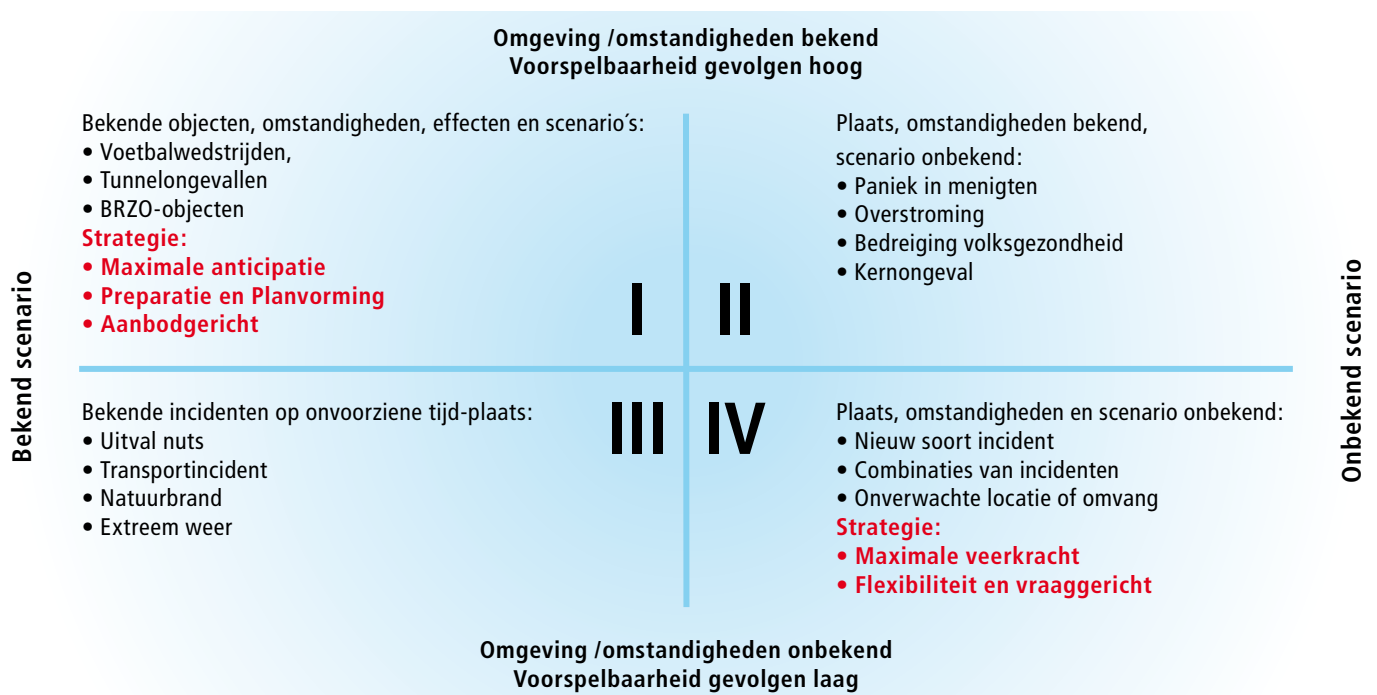 Omgeving /omstandigheden bekend
Voorspelbaarheid gevolgen hoog
Bekend scenario
Bekende objecten, omstandigheden, effecten en scenario´s:
• Voetbalwedstrijden,
• Tunnelongevallen
• BRZO-objecten
Strategie:
• Maximale anticipatie
• Preparatie en Planvorming
• Aanbodgericht
I
II
Plaats, omstandigheden bekend,
scenario onbekend:
• Paniek in menigten
• Overstroming
• Bedreiging volksgezondheid
• Kernongeval
Onbekend scenario
Bekende incidenten op onvoorziene tijd-plaats:
• Uitval nuts
• Transportincident
• Natuurbrand
• Extreem weer
III
IV
Plaats, omstandigheden en scenario onbekend:
• Nieuw soort incident
• Combinaties van incidenten
• Onverwachte locatie of omvang
Strategie:
• Maximale veerkracht
• Flexibiliteit en vraaggericht
Omgeving /omstandigheden onbekend
Voorspelbaarheid gevolgen laag